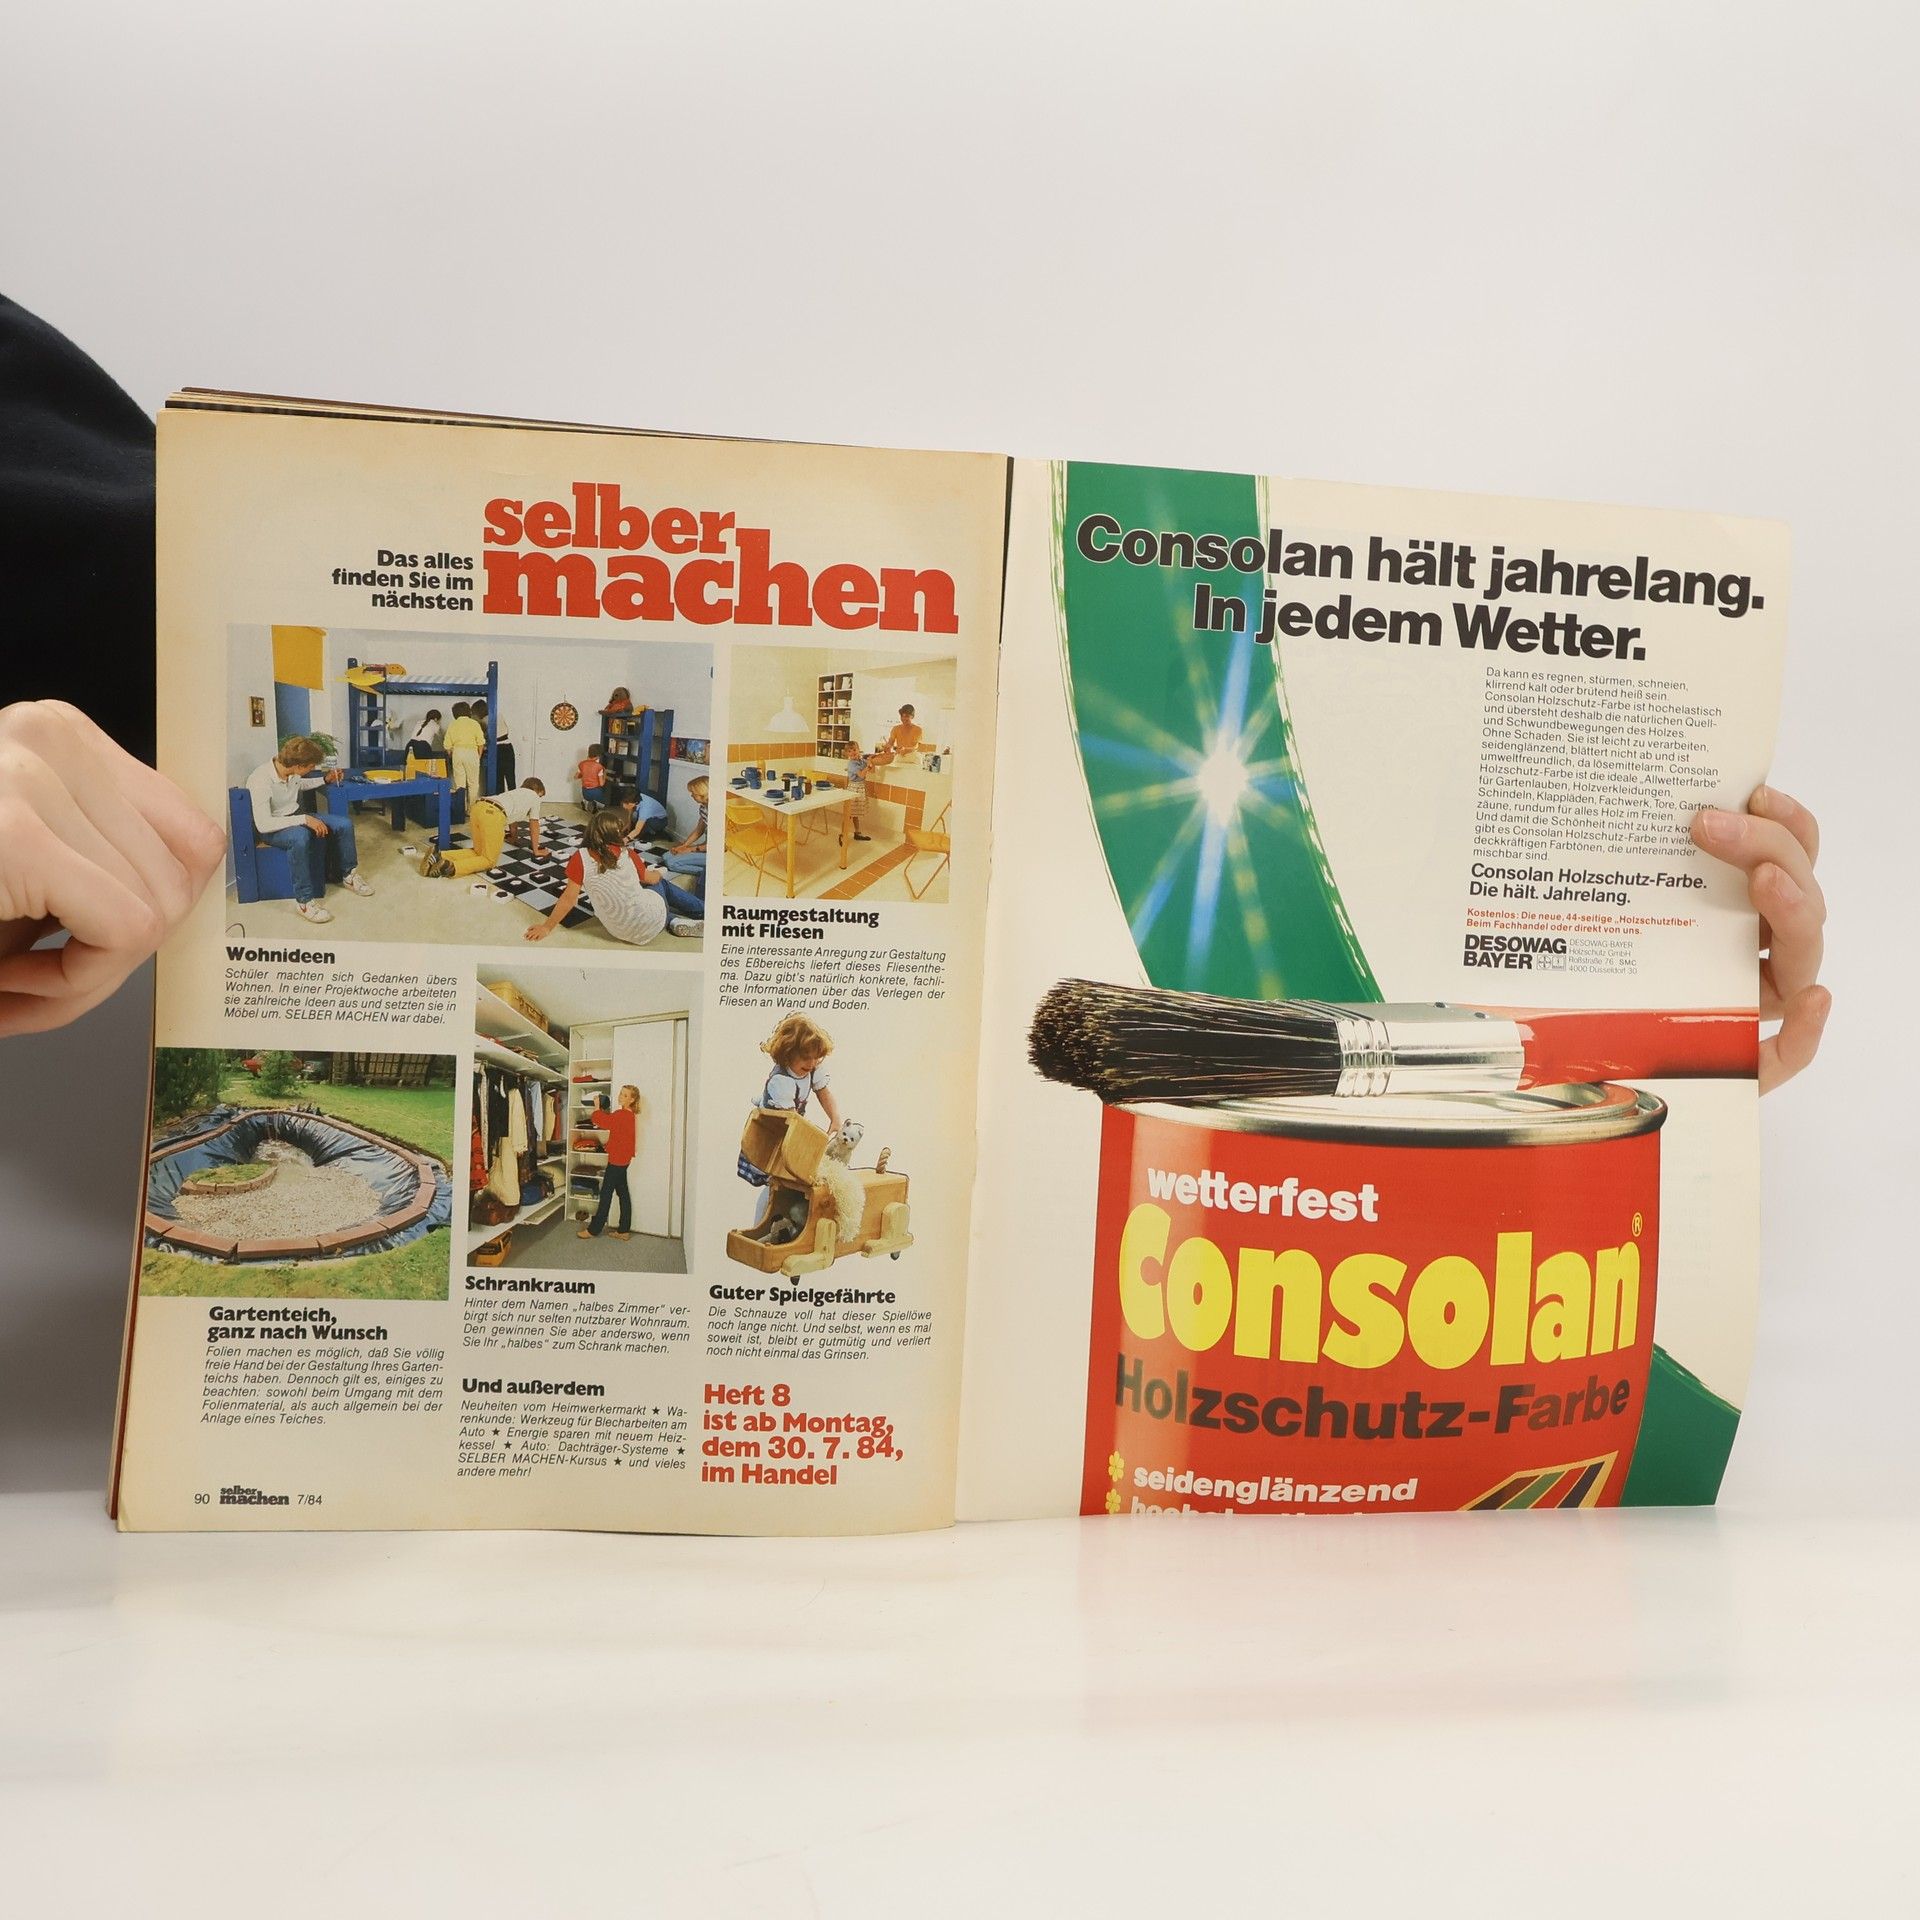 Das alles
finden Sie im
nächsten
selber
machen
Wohnideen
Schüler machten sich Gedanken übers
Wohnen. In einer Projektwoche arbeiteten
sie zahlreiche Ideen aus und setzten sie in
Möbel um. SELBER MACHEN war dabei.
Raumgestaltung
mit Fliesen
Eine interessante Anregung zur Gestaltung
des Eßbereichs liefert dieses Fliesenthe-
ma. Dazu gibt's natürlich konkrete, fachli-
che Informationen über das Verlegen der
Fliesen an Wand und Boden.
Gartenteich,
ganz nach Wunsch
Folien machen es möglich, daß Sie völlig
freie Hand bei der Gestaltung Ihres Garten-
teichs haben. Dennoch gilt es, einiges zu
beachten: sowohl beim Umgang mit dem
Folienmaterial, als auch allgemein bei der
Anlage eines Teiches.
Schrankraum
Hinter dem Namen „halbes Zimmer" ver-
birgt sich nur selten nutzbarer Wohnraum.
Den gewinnen Sie aber anderswo, wenn
Sie Ihr „halbes" zum Schrank machen.
Guter Spielgefährte
Die Schnauze voll hat dieser Spiellöwe
noch lange nicht. Und selbst, wenn es mal
soweit ist, bleibt er gutmütig und verliert
noch nicht einmal das Grinsen.
Und außerdem
Neuheiten vom Heimwerkermarkt ★ Wa-
renkunde: Werkzeug für Blecharbeiten am
Auto ★ Energie sparen mit neuem Heiz-
kessel ★ Auto: Dachträger-Systeme ★
SELBER MACHEN-Kursus ★ und vieles
andere mehr!
Heft 8
ist ab Montag,
dem 30. 7. 84,
im Handel
90 selber machen 7/84
Consolan hält jahrelang.
In jedem Wetter.
Da kann es regnen, stürmen, schneien,
klirrend kalt oder brütend heiß sein.
Consolan Holzschutz-Farbe ist hochelastisch
und übersteht deshalb die natürlichen Quell-
und Schwundbewegungen des Holzes.
Ohne Schaden. Sie ist leicht zu verarbeiten,
seidenglänzend, blättert nicht ab und ist
umweltfreundlich, da lösemittelarm. Consolan
Holzschutz-Farbe ist die ideale „Allwetterfarbe"
für Gartenlauben, Holzverkleidungen,
Schindeln, Klappläden, Fachwerk, Tore, Garten-
zäune, rundum für alles Holz im Freien.
Und damit die Schönheit nicht zu kurz
gibt es Consolan Holzschutz-Farbe in
deckkräftigen Farbtönen, die untereinander
mischbar sind.
Consolan Holzschutz-Farbe.
Die hält. Jahrelang.
Kostenlos: Die neue, 44-seitige „Holzschutzfibel".
Beim Fachhandel oder direkt von uns.
DESOWAG
BAYER
DESOWAG-BAYER
Holzschutz GmbH
Roßstraße 76 SMC
4000 Düsseldorf 30
wetterfest
Consolan®
Holzschutz-Farbe
seidenglänzend